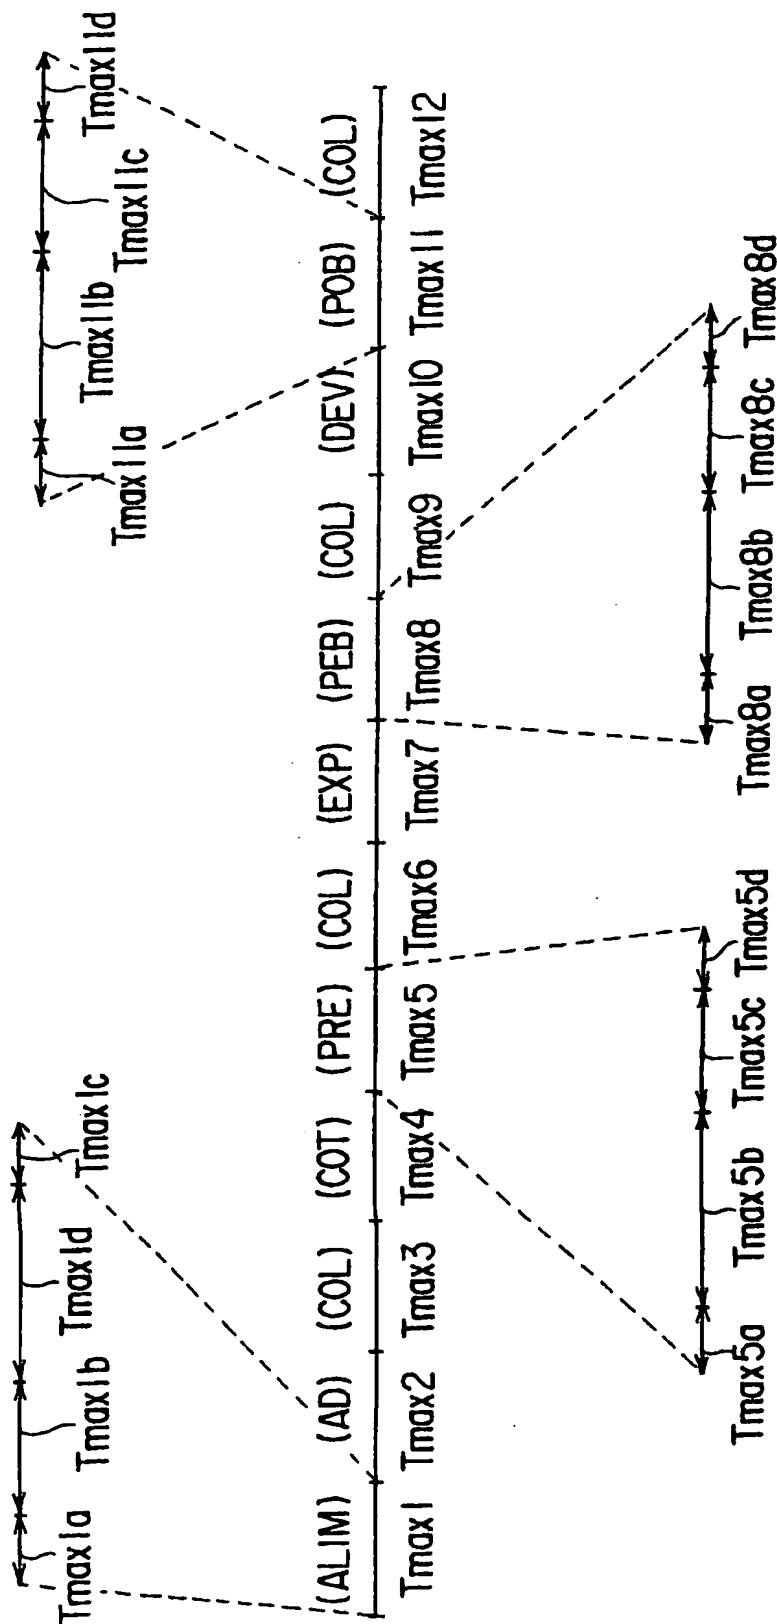 Tmax1a Tmax1b Tmax1d Tmax1c
Tmax11a Tmax11b Tmax11c Tmax11d
(ALIM) (AD) (COL) (COT) (PRE) (COL) (EXP) (PEB) (COL) (DEV) (POB) (COL)
Tmax1 Tmax2 Tmax3 Tmax4 Tmax5 Tmax6 Tmax7 Tmax8 Tmax9 Tmax10 Tmax11 Tmax12
Tmax5a Tmax5b Tmax5c Tmax5d
Tmax8a Tmax8b Tmax8c Tmax8d